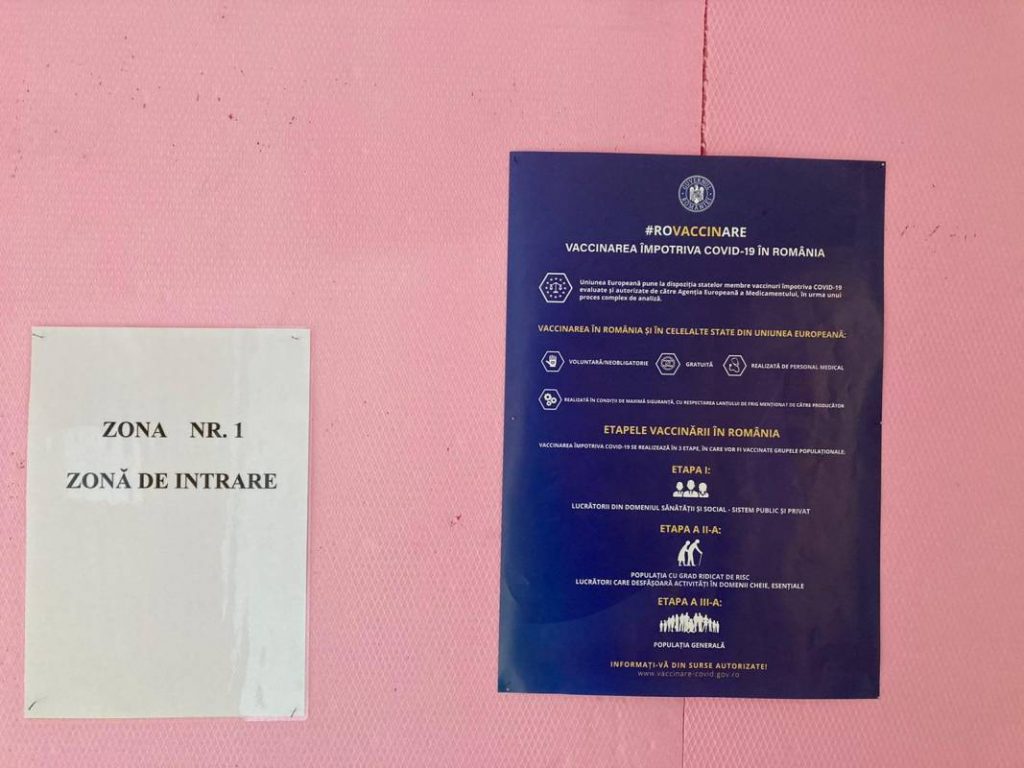 ZONA NR. 1
ZONĂ DE INTRARE
GUVERNUL ROMÂNIEI
#ROVACCINARE
VACCINAREA ÎMPOTRIVA COVID-19 ÎN ROMÂNIA
Uniunea Europeană pune la dispoziția statelor membre vaccinuri împotriva COVID-19
evaluate și autorizate de către Agenția Europeană a Medicamentului, în urma unui
proces complex de analiză.
VACCINAREA ÎN ROMÂNIA ȘI ÎN CELELALTE STATE DIN UNIUNEA EUROPEANĂ:
VOLUNTARĂ/NEOBLIGATORIE GRATUITĂ REALIZATĂ DE PERSONAL MEDICAL
REALIZATĂ ÎN CONDIȚII DE MAXIMĂ SIGURANȚĂ, CU RESPECTAREA LANȚULUI DE FRIG MENȚIONAT DE CĂTRE PRODUCĂTOR
ETAPELE VACCINĂRII ÎN ROMÂNIA
VACCINAREA ÎMPOTRIVA COVID-19 SE REALIZEAZĂ ÎN 3 ETAPE, ÎN CARE VOR FI VACCINATE GRUPELE POPULAȚIONALE:
ETAPA I:
LUCRĂTORII DIN DOMENIUL SĂNĂTĂȚII ȘI SOCIAL - SISTEM PUBLIC ȘI PRIVAT
ETAPA A II-A:
POPULAȚIA CU GRAD RIDICAT DE RISC
LUCRĂTORI CARE DESFĂȘOARĂ ACTIVITĂȚI ÎN DOMENII CHEIE, ESENȚIALE
ETAPA A III-A:
POPULAȚIA GENERALĂ
INFORMAȚI-VĂ DIN SURSE AUTORIZATE!
www.vaccinare-covid.gov.ro